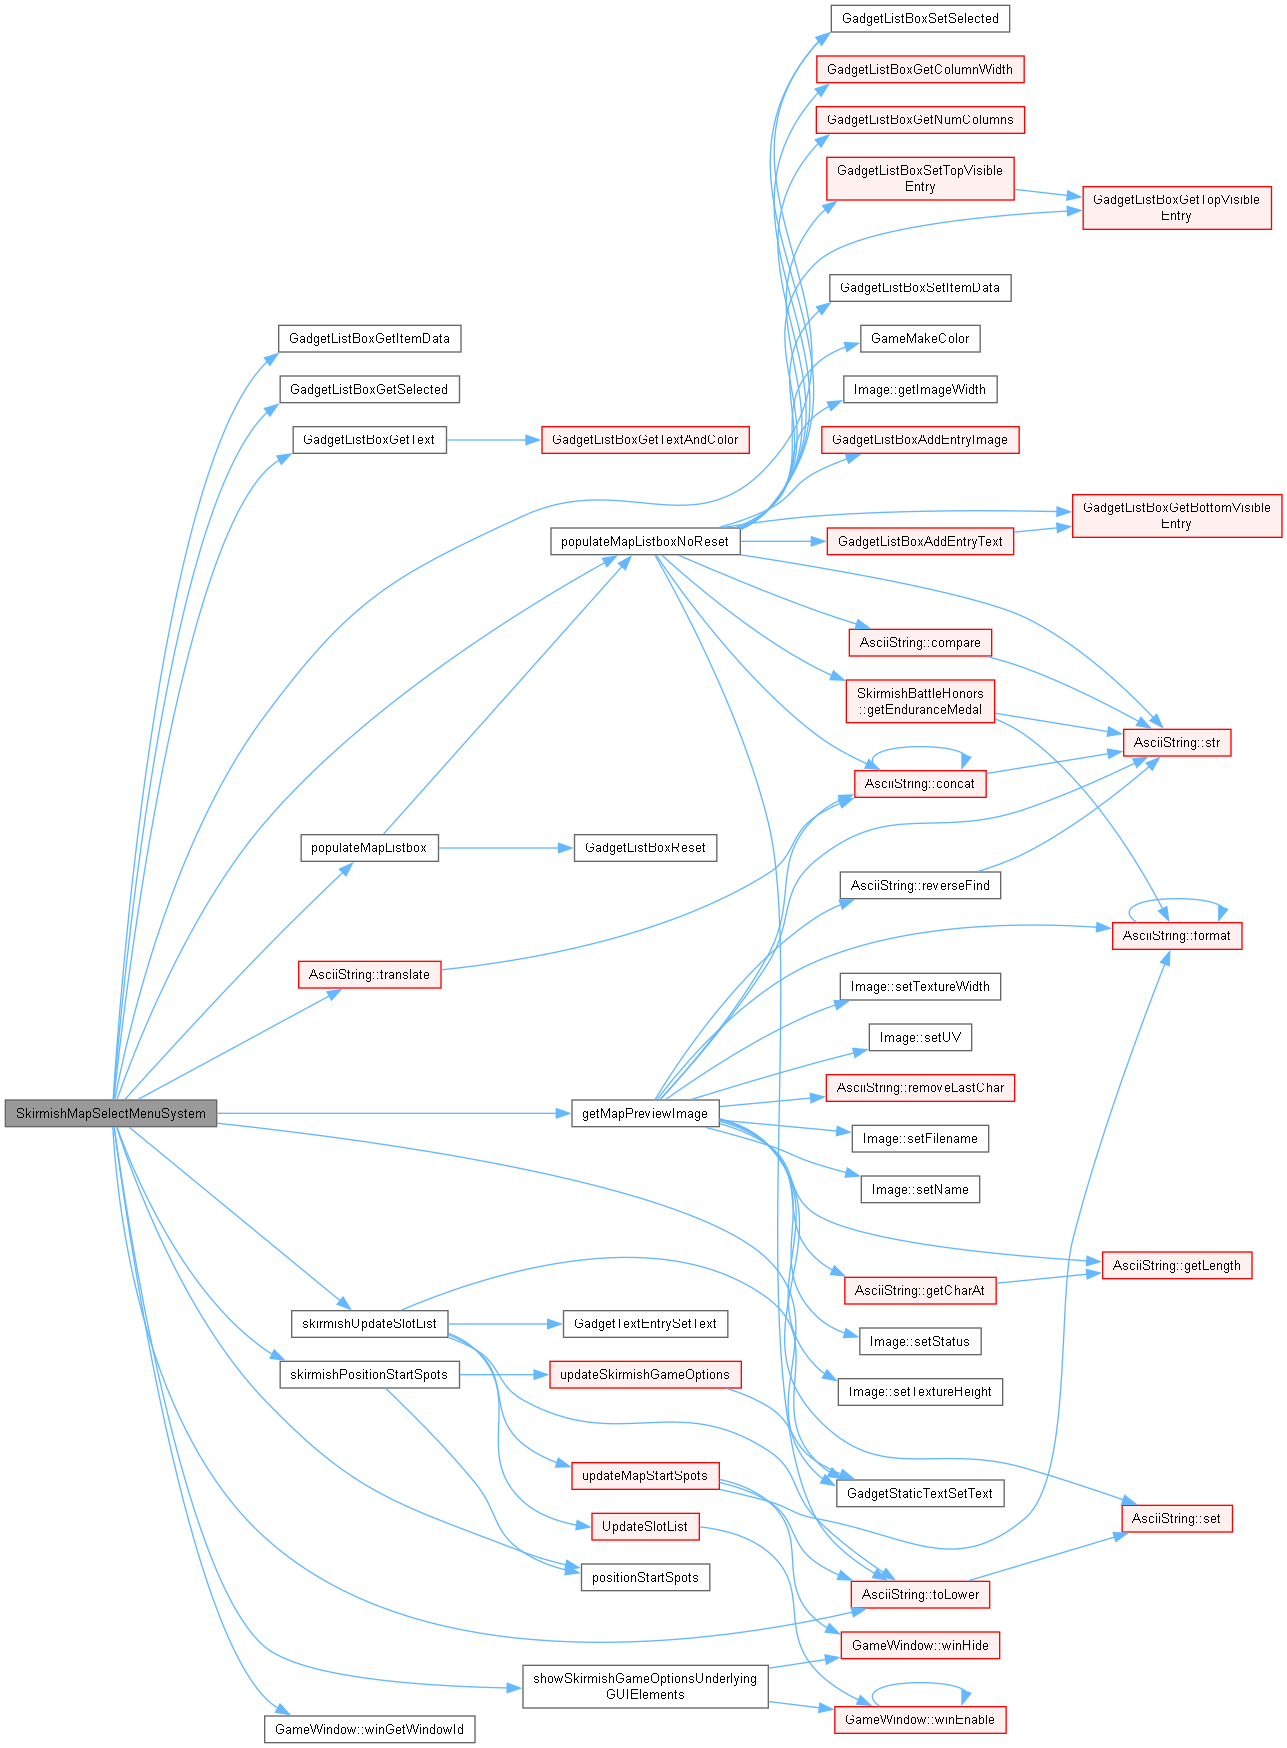 GadgetListBoxSetSelected
GadgetListBoxGetColumnWidth
GadgetListBoxGetNumColumns
GadgetListBoxSetTopVisible
Entry
GadgetListBoxGetTopVisible
Entry
GadgetListBoxSetItemData
GadgetListBoxGetItemData
GameMakeColor
GadgetListBoxGetSelected
Image::getImageWidth
GadgetListBoxGetText
GadgetListBoxGetTextAndColor
GadgetListBoxAddEntryImage
GadgetListBoxGetBottomVisible
Entry
populateMapListboxNoReset
GadgetListBoxAddEntryText
AsciiString::compare
SkirmishBattleHonors
::getEnduranceMedal
AsciiString::str
AsciiString::concat
populateMapListbox
GadgetListBoxReset
AsciiString::reverseFind
AsciiString::format
AsciiString::translate
Image::setTextureWidth
Image::setUV
AsciiString::removeLastChar
SkirmishMapSelectMenuSystem
getMapPreviewImage
Image::setFilename
Image::setName
AsciiString::getLength
AsciiString::getCharAt
skirmishUpdateSlotList
GadgetTextEntrySetText
Image::setStatus
skirmishPositionStartSpots
updateSkirmishGameOptions
Image::setTextureHeight
updateMapStartSpots
GadgetStaticTextSetText
AsciiString::set
UpdateSlotList
positionStartSpots
AsciiString::toLower
GameWindow::winHide
showSkirmishGameOptionsUnderlying
GUIElements
GameWindow::winEnable
GameWindow::winGetWindowId